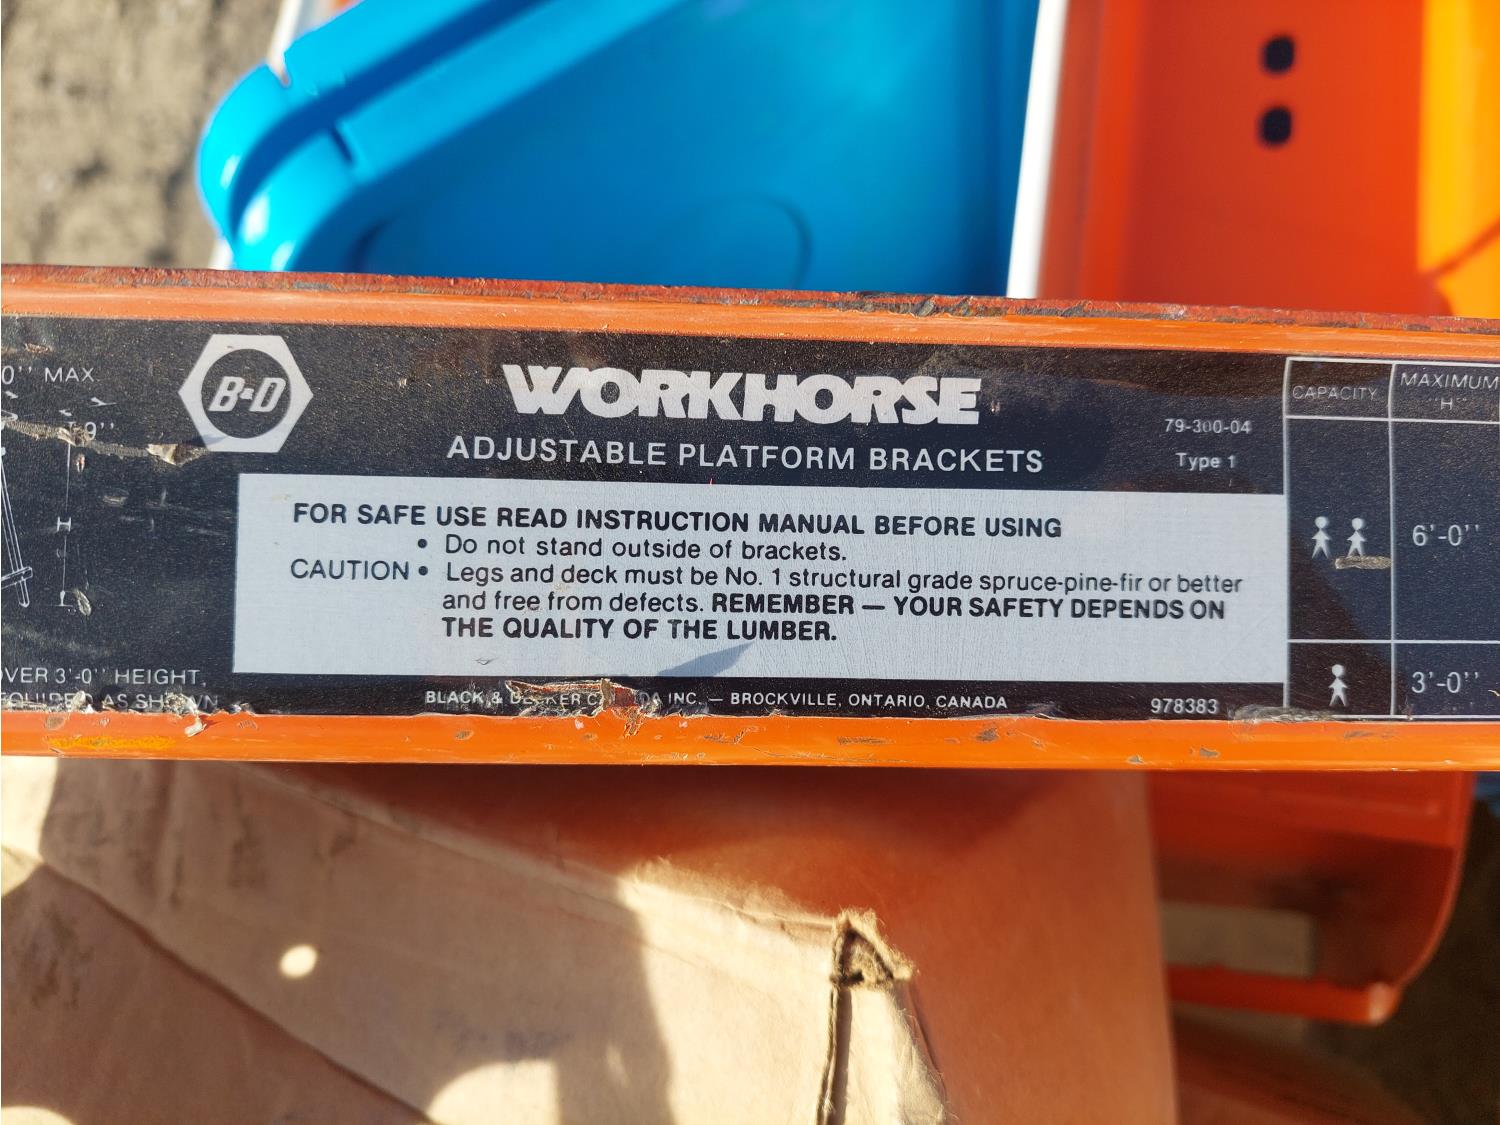 0'' MAX.
9''
H
OVER 3'-0'' HEIGHT,
AS SHOWN
B&D
WORKHORSE
ADJUSTABLE PLATFORM BRACKETS
79-300-04
Type 1
FOR SAFE USE READ INSTRUCTION MANUAL BEFORE USING
• Do not stand outside of brackets.
CAUTION • Legs and deck must be No. 1 structural grade spruce-pine-fir or better
and free from defects. REMEMBER — YOUR SAFETY DEPENDS ON
THE QUALITY OF THE LUMBER.
BLACK & DECKER CANADA INC. — BROCKVILLE, ONTARIO, CANADA
978383
CAPACITY
MAXIMUM
"H"
6'-0''
3'-0''